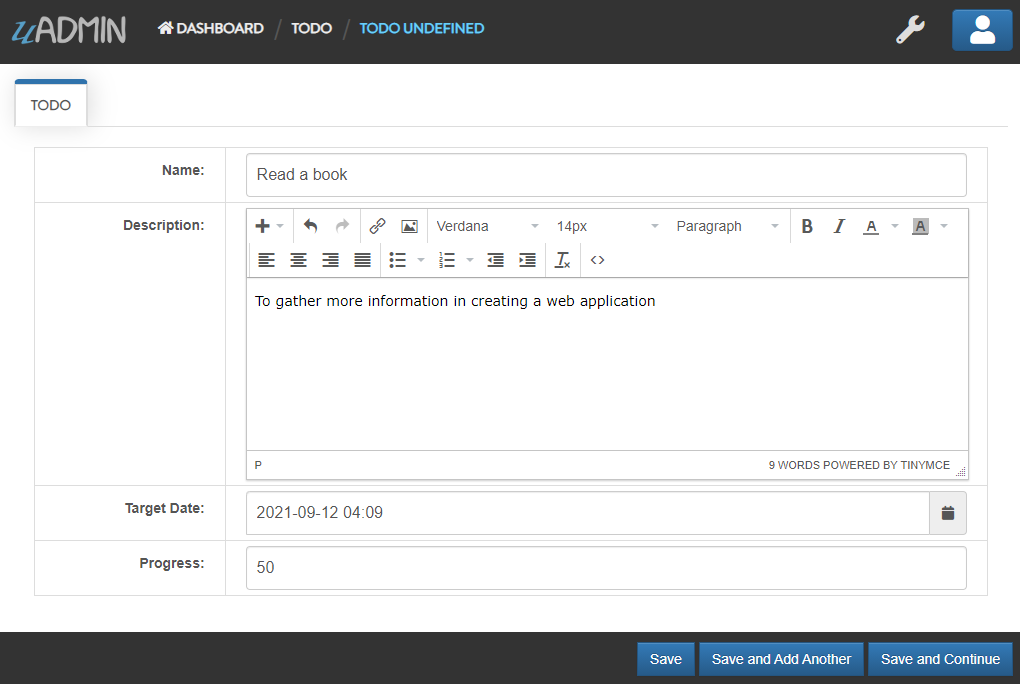 uADMIN DASHBOARD / TODO / TODO UNDEFINED
TODO
Name: Read a book
Description:
Verdana 14px Paragraph B I A A
To gather more information in creating a web application
P 9 WORDS POWERED BY TINYMCE
Target Date: 2021-09-12 04:09
Progress: 50
Save Save and Add Another Save and Continue